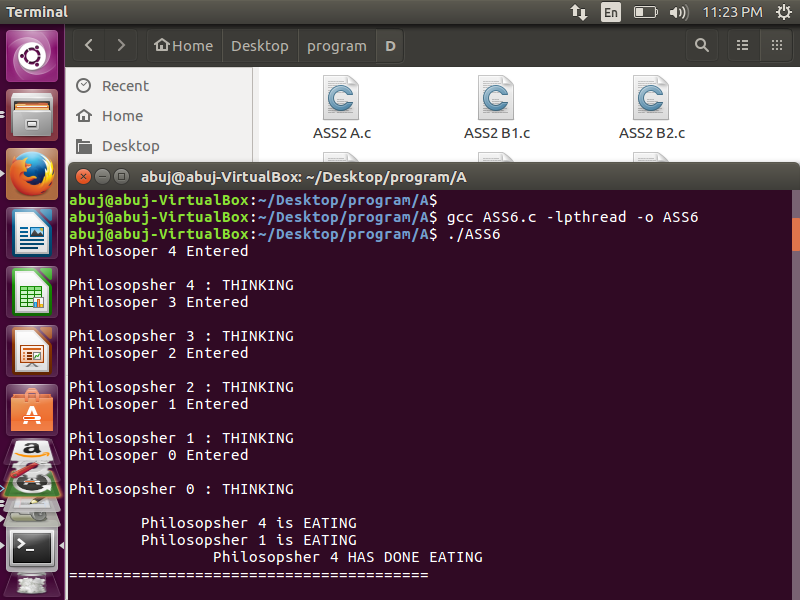 Terminal
En
11:23 PM
Home
Desktop
program
D
Recent
Home
Desktop
ASS2 A.c
ASS2 B1.c
ASS2 B2.c
abuj@abuj-VirtualBox: ~/Desktop/program/A
abuj@abuj-VirtualBox:~/Desktop/program/A$
abuj@abuj-VirtualBox:~/Desktop/program/A$ gcc ASS6.c -lpthread -o ASS6
abuj@abuj-VirtualBox:~/Desktop/program/A$ ./ASS6
Philosoper 4 Entered
Philosopsher 4 : THINKING
Philosoper 3 Entered
Philosopsher 3 : THINKING
Philosoper 2 Entered
Philosopsher 2 : THINKING
Philosoper 1 Entered
Philosopsher 1 : THINKING
Philosoper 0 Entered
Philosopsher 0 : THINKING
Philosopsher 4 is EATING
Philosopsher 1 is EATING
Philosopsher 4 HAS DONE EATING
========================================